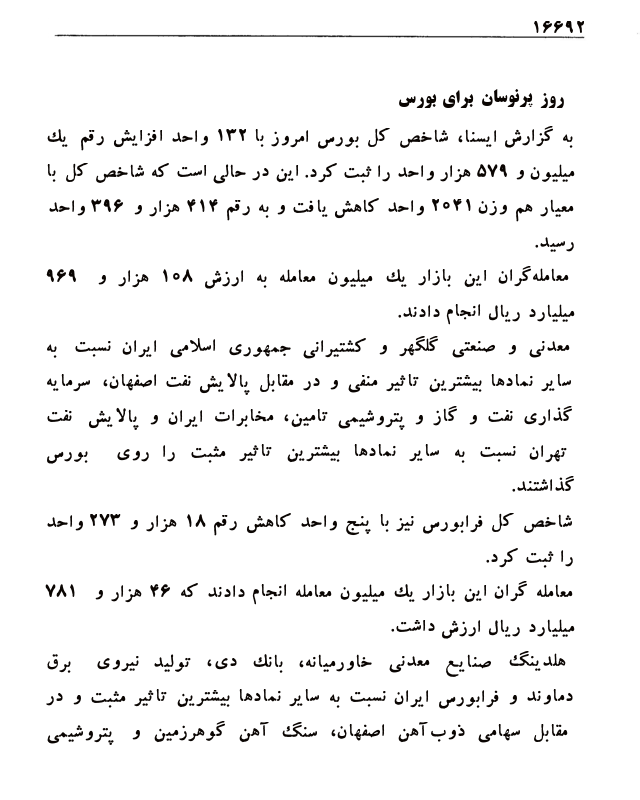 ۱۶۶۹۲
روز پرنوسان برای بورس
به گزارش ایسنا، شاخص کل بورس امروز با ۱۳۲ واحد افزایش رقم یک
میلیون و ۵۷۹ هزار واحد را ثبت کرد. این در حالی است که شاخص کل با
معیار هم وزن ۲۰۴۱ واحد کاهش یافت و به رقم ۴۱۴ هزار و ۳۹۶ واحد
رسید.
معامله‌گران این بازار یک میلیون معامله به ارزش ۱۰۸ هزار و ۹۶۹
میلیارد ریال انجام دادند.
معدنی و صنعتی گلگهر و کشتیرانی جمهوری اسلامی ایران نسبت به
سایر نمادها بیشترین تاثیر منفی و در مقابل پالایش نفت اصفهان، سرمایه
گذاری نفت و گاز و پتروشیمی تامین، مخابرات ایران و پالایش نفت
تهران نسبت به سایر نمادها بیشترین تاثیر مثبت را روی بورس
گذاشتند.
شاخص کل فرابورس نیز با پنج واحد کاهش رقم ۱۸ هزار و ۲۷۳ واحد
را ثبت کرد.
معامله گران این بازار یک میلیون معامله انجام دادند که ۴۶ هزار و ۷۸۱
میلیارد ریال ارزش داشت.
هلدینگ صنایع معدنی خاورمیانه، بانک دی، تولید نیروی برق
دماوند و فرابورس ایران نسبت به سایر نمادها بیشترین تاثیر مثبت و در
مقابل سهامی ذوب‌آهن اصفهان، سنگ آهن گوهرزمین و پتروشیمی